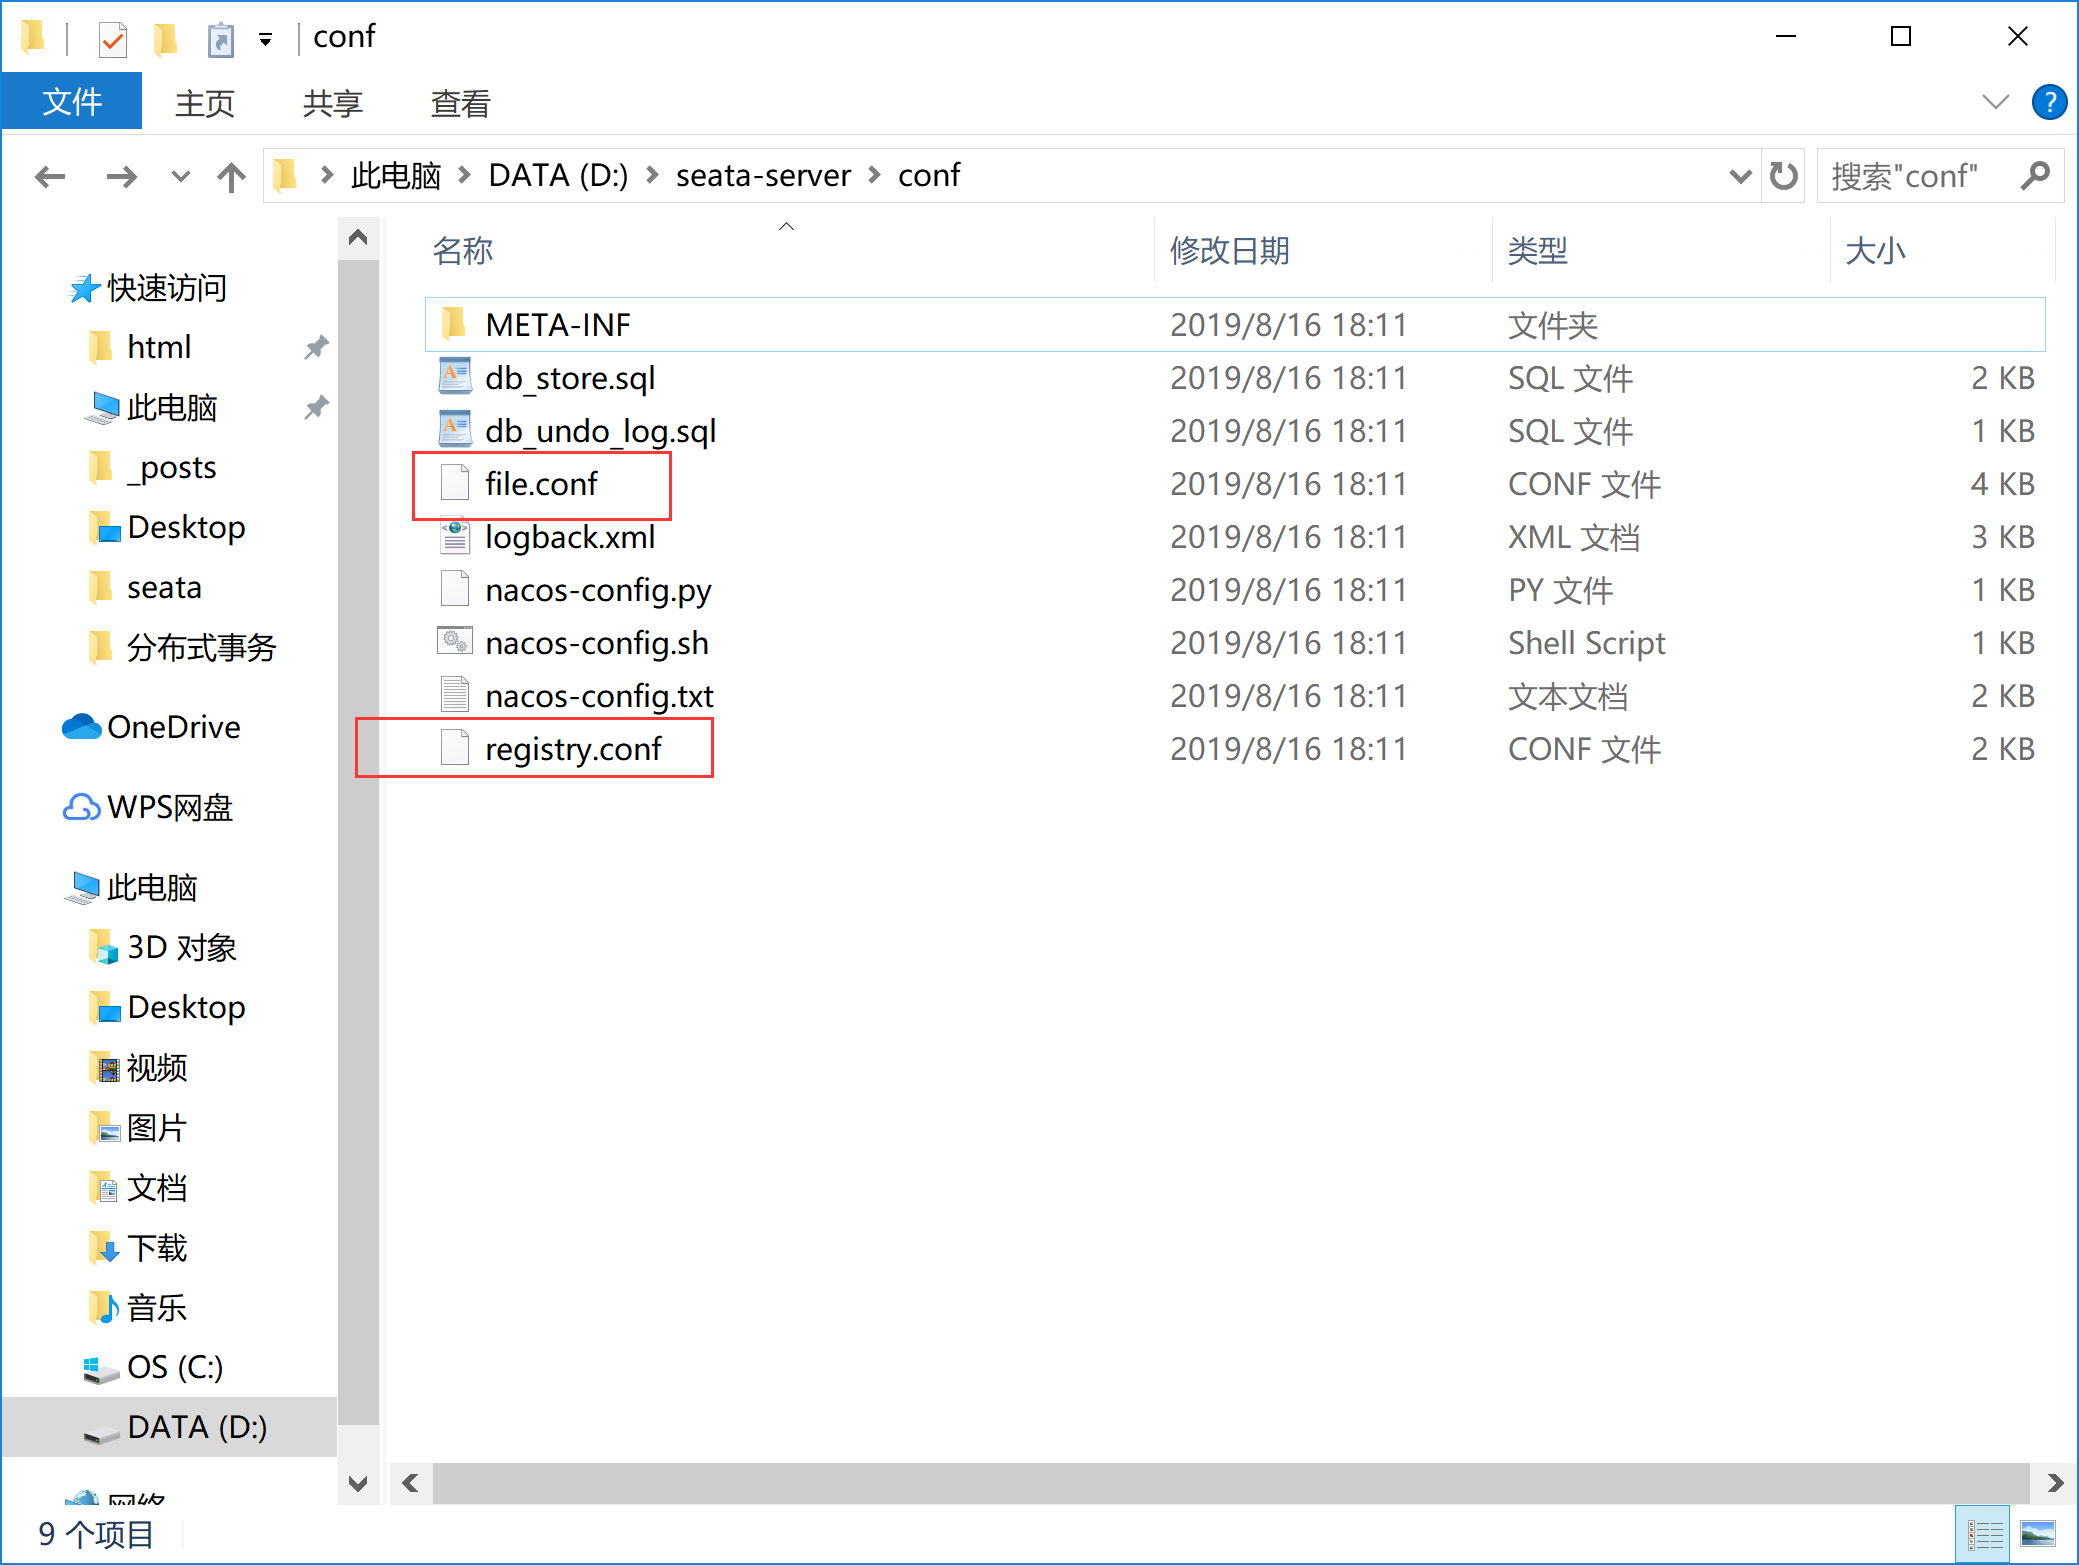 conf
文件 主页 共享 查看
?
此电脑 DATA (D:) seata-server conf
搜索"conf"
名称 修改日期 类型 大小
META-INF 2019/8/16 18:11 文件夹
db_store.sql 2019/8/16 18:11 SQL 文件 2 KB
db_undo_log.sql 2019/8/16 18:11 SQL 文件 1 KB
file.conf 2019/8/16 18:11 CONF 文件 4 KB
logback.xml 2019/8/16 18:11 XML 文档 3 KB
nacos-config.py 2019/8/16 18:11 PY 文件 1 KB
nacos-config.sh 2019/8/16 18:11 Shell Script 1 KB
nacos-config.txt 2019/8/16 18:11 文本文档 2 KB
registry.conf 2019/8/16 18:11 CONF 文件 2 KB
快速访问
html
此电脑
_posts
Desktop
seata
分布式事务
OneDrive
WPS网盘
此电脑
3D 对象
Desktop
视频
图片
文档
下载
音乐
OS (C:)
DATA (D:)
网络
9 个项目